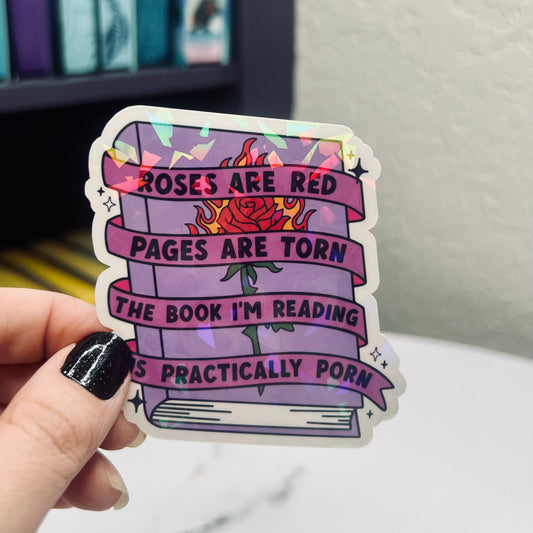 ROSES ARE RED
PAGES ARE TORN
THE BOOK I'M READING
IS PRACTICALLY PORN